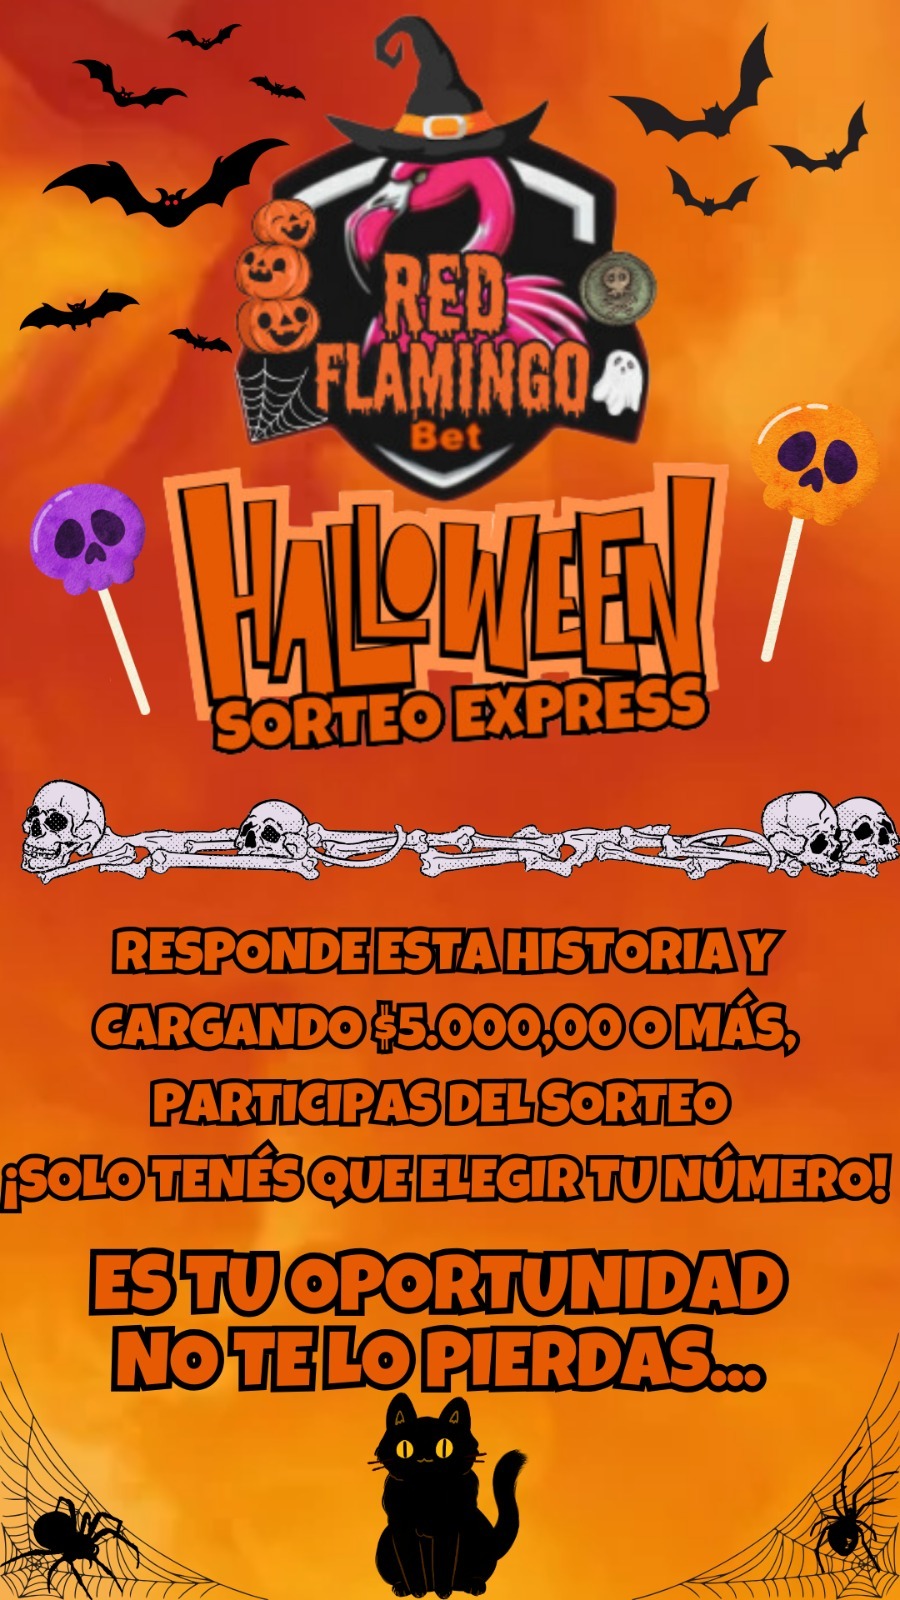 RED
FLAMINGO
Bet
HALLOWEEN
SORTEO EXPRESS
RESPONDE ESTA HISTORIA Y
CARGANDO $5.000,00 O MÁS,
PARTICIPAS DEL SORTEO
¡SOLO TENÉS QUE ELEGIR TU NÚMERO!
ES TU OPORTUNIDAD
NO TE LO PIERDAS...